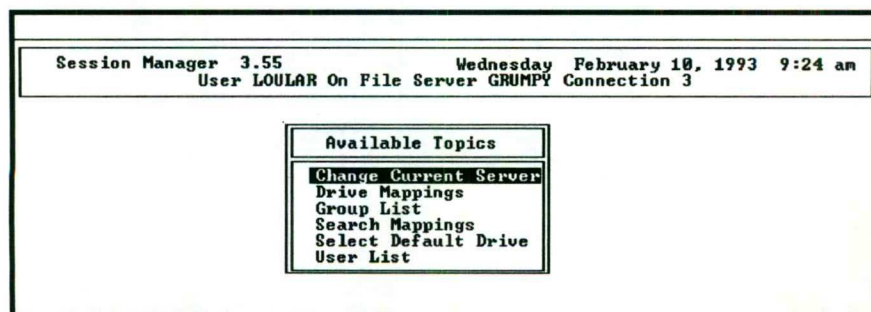 Session Manager 3.55 Wednesday February 10, 1993 9:24 am
User LOULAR On File Server GRUMPY Connection 3
Available Topics
Change Current Server
Drive Mappings
Group List
Search Mappings
Select Default Drive
User List